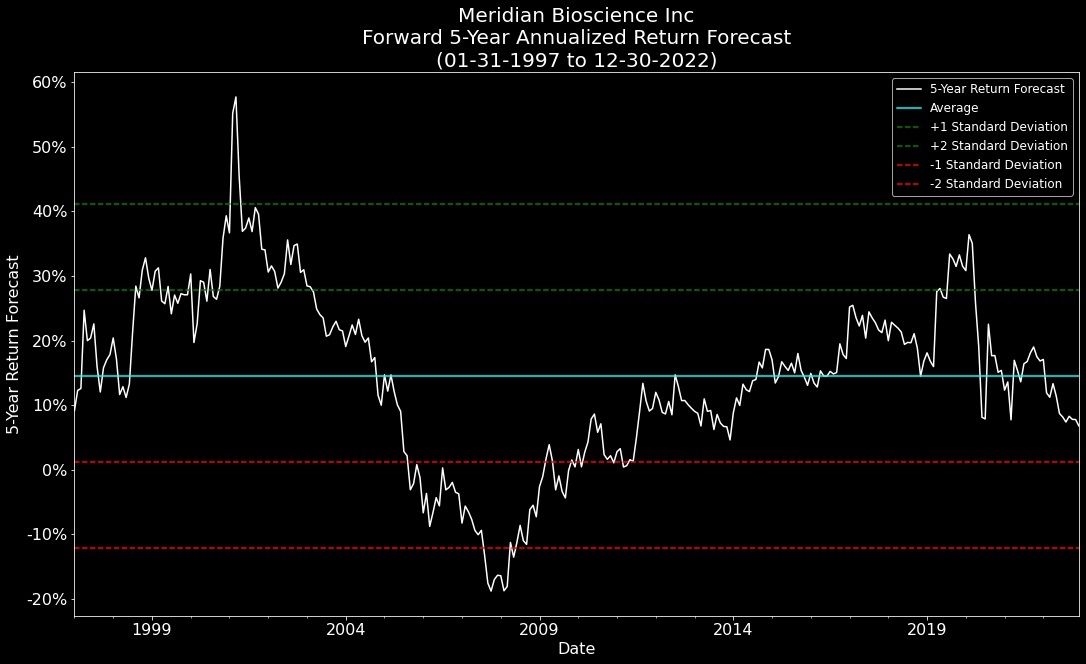 Meridian Bioscience Inc
Forward 5-Year Annualized Return Forecast
(01-31-1997 to 12-30-2022)
5-Year Return Forecast
Average
+1 Standard Deviation
+2 Standard Deviation
-1 Standard Deviation
-2 Standard Deviation
5-Year Return Forecast
60%
50%
40%
30%
20%
10%
0%
-10%
-20%
1999
2004
2009
2014
2019
Date